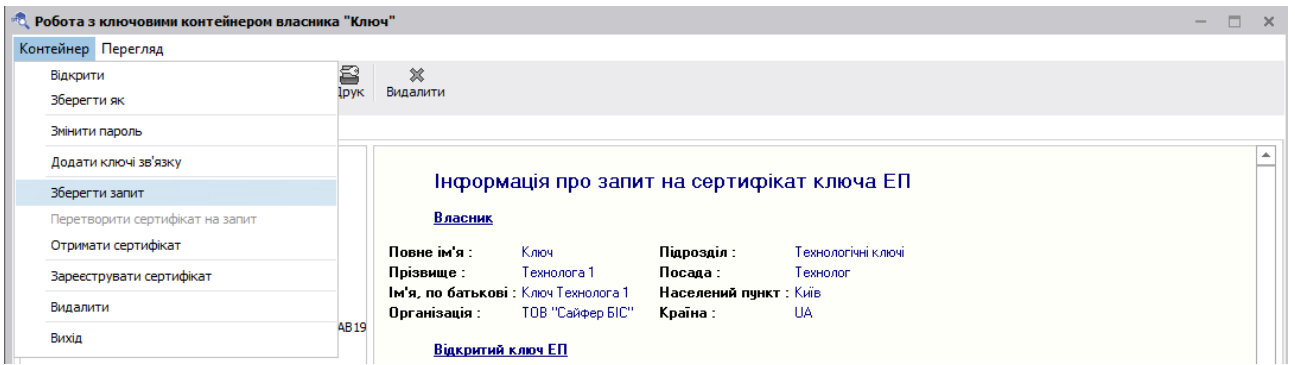 Робота з ключовими контейнером власника "Ключ"
Контейнер Перегляд
Відкрити
Зберегти як
Змінити пароль
Додати ключі зв'язку
Зберегти запит
Перетворити сертифікат на запит
Отримати сертифікат
Зареєструвати сертифікат
Видалити
Вихід
Друк Видалити
АВ19
Інформація про запит на сертифікат ключа ЕП
Власник
Повне ім'я : Ключ Підрозділ : Технологічні ключі
Прізвище : Технолога 1 Посада : Технолог
Ім'я, по батькові : Ключ Технолога 1 Населений пункт : Київ
Організація : ТОВ "Сайфер БІС" Країна : UA
Відкритий ключ ЕП